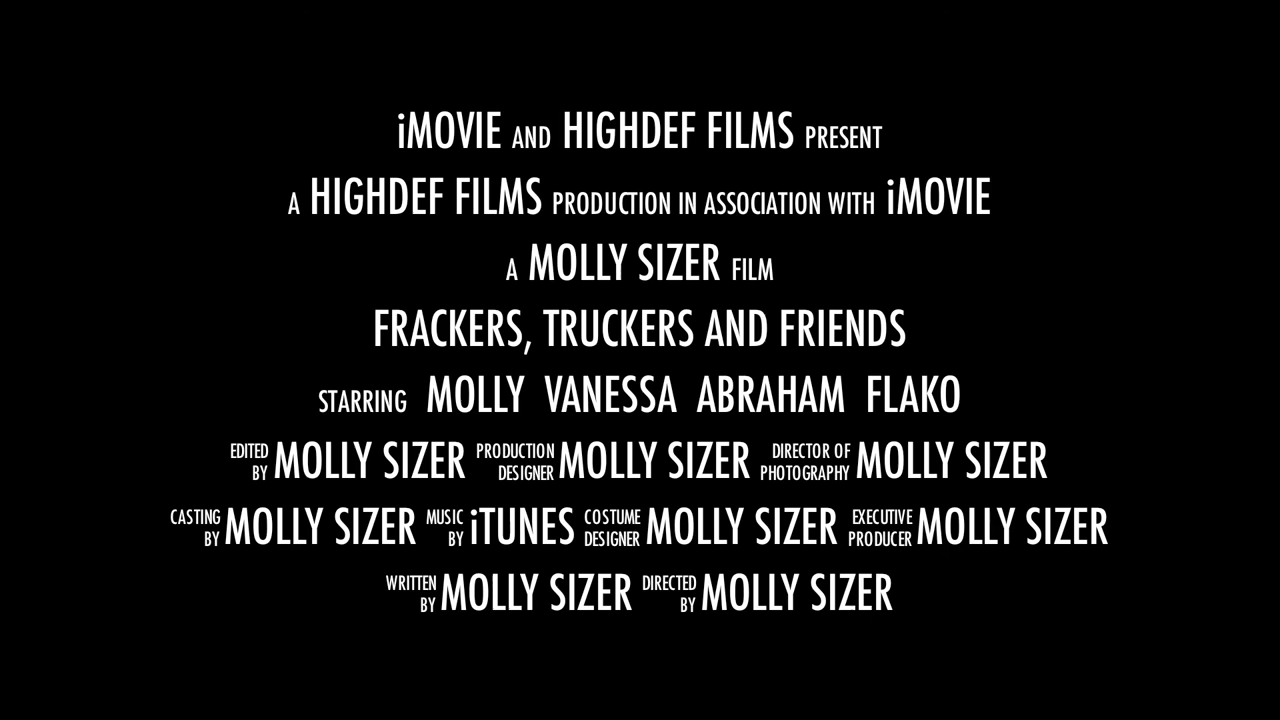 iMOVIE AND HIGHDEF FILMS PRESENT
A HIGHDEF FILMS PRODUCTION IN ASSOCIATION WITH iMOVIE
A MOLLY SIZER FILM
FRACKERS, TRUCKERS AND FRIENDS
STARRING MOLLY VANESSA ABRAHAM FLAKO
EDITED BY MOLLY SIZER PRODUCTION DESIGNER MOLLY SIZER DIRECTOR OF PHOTOGRAPHY MOLLY SIZER
CASTING BY MOLLY SIZER MUSIC BY iTUNES COSTUME DESIGNER MOLLY SIZER EXECUTIVE PRODUCER MOLLY SIZER
WRITTEN BY MOLLY SIZER DIRECTED BY MOLLY SIZER